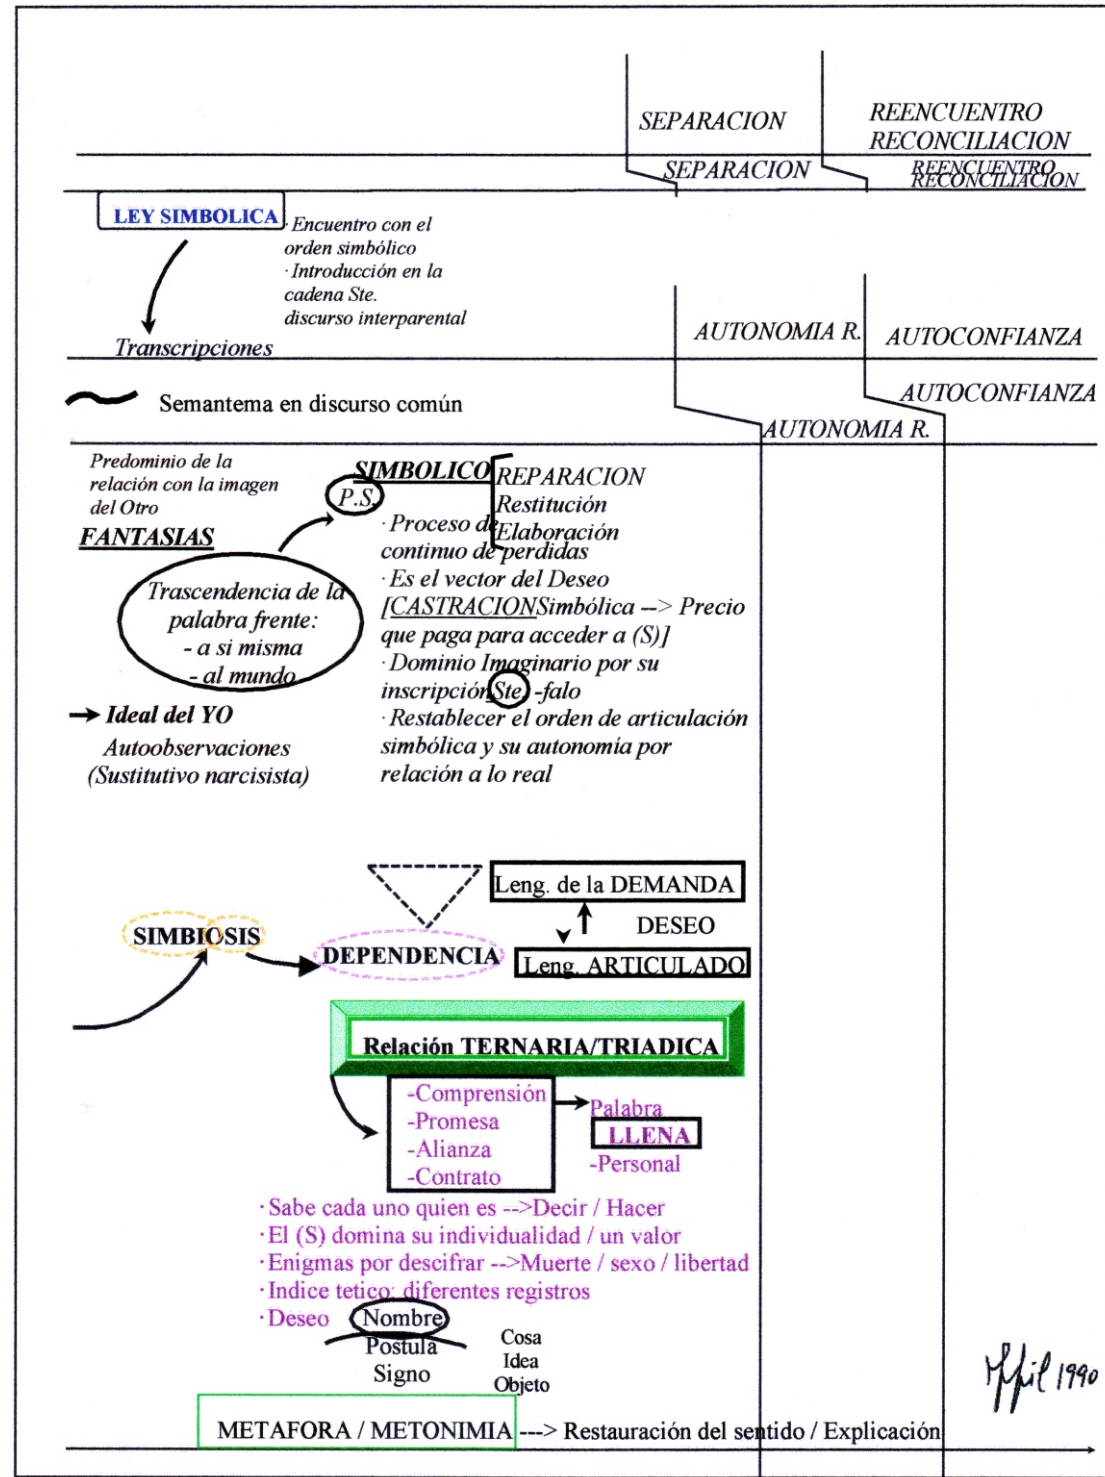 SEPARACION
REENCUENTRO
RECONCILIACION
SEPARACION
REENCUENTRO
RECONCILIACION
LEY SIMBOLICA
·Encuentro con el
orden simbólico
·Introducción en la
cadena Ste.
discurso interparental
Transcripciones
AUTONOMIA R.
AUTOCONFIANZA
Semantema en discurso común
AUTOCONFIANZA
AUTONOMIA R.
Predominio de la
relación con la imagen
del Otro
FANTASIAS
Trascendencia de la
palabra frente:
- a si misma
- al mundo
Ideal del YO
Autoobservaciones
(Sustitutivo narcisista)
SIMBOLICO
P.S.
REPARACION
Restitución
Elaboración
·Proceso de
continuo de perdidas
·Es el vector del Deseo
[CASTRACIONSimbólica --> Precio
que paga para acceder a (S)]
·Dominio Imaginario por su
inscripción Ste. -falo
·Restablecer el orden de articulación
simbólica y su autonomía por
relación a lo real
Leng. de la DEMANDA
DESEO
Leng. ARTICULADO
SIMBIOSIS
DEPENDENCIA
Relación TERNARIA/TRIADICA
-Comprensión
-Promesa
-Alianza
-Contrato
Palabra
LLENA
-Personal
·Sabe cada uno quien es -->Decir / Hacer
·El (S) domina su individualidad / un valor
·Enigmas por descifrar -->Muerte / sexo / libertad
·Indice tetico: diferentes registros
·Deseo Nombre
Postula
Signo
Cosa
Idea
Objeto
1990
METAFORA / METONIMIA ---> Restauración del sentido / Explicación